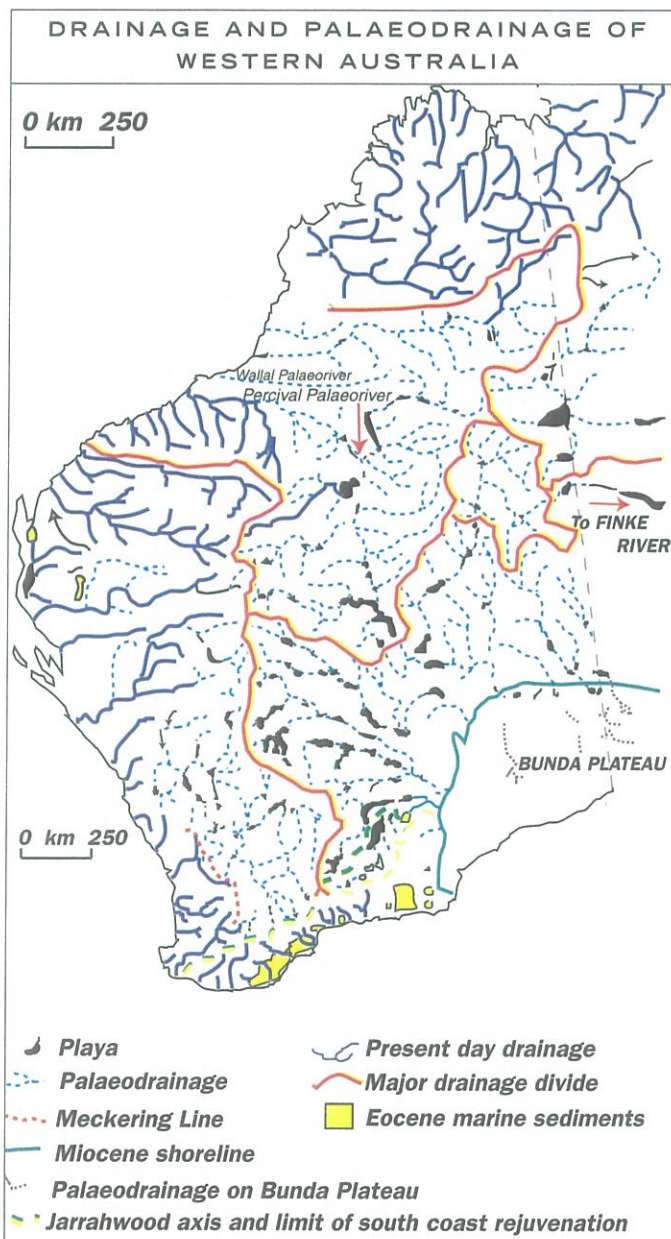 DRAINAGE AND PALAEODRAINAGE OF
WESTERN AUSTRALIA
0 km 250
Wallal Palaeoriver
Percival Palaeoriver
To FINKE
RIVER
BUNDA PLATEAU
0 km 250
Playa
Present day drainage
Palaeodrainage
Major drainage divide
Meckering Line
Eocene marine sediments
Miocene shoreline
Palaeodrainage on Bunda Plateau
Jarrahwood axis and limit of south coast rejuvenation